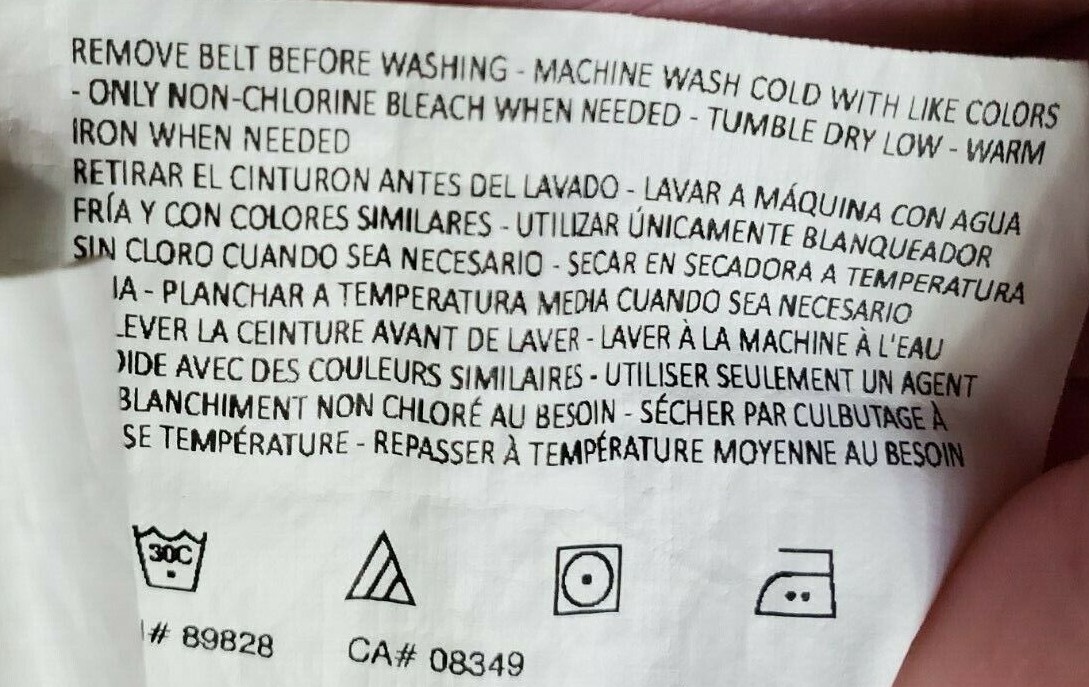 REMOVE BELT BEFORE WASHING - MACHINE WASH COLD WITH LIKE COLORS
- ONLY NON-CHLORINE BLEACH WHEN NEEDED - TUMBLE DRY LOW - WARM
IRON WHEN NEEDED
RETIRAR EL CINTURON ANTES DEL LAVADO - LAVAR A MÁQUINA CON AGUA
FRÍA Y CON COLORES SIMILARES - UTILIZAR ÚNICAMENTE BLANQUEADOR
SIN CLORO CUANDO SEA NECESARIO - SECAR EN SECADORA A TEMPERATURA
- PLANCHAR A TEMPERATURA MEDIA CUANDO SEA NECESARIO
LA CEINTURE AVANT DE LAVER - LAVER À LA MACHINE À L'EAU
AVEC DES COULEURS SIMILAIRES - UTILISER SEULEMENT UN AGENT
BLANCHIMENT NON CHLORÉ AU BESOIN - SÉCHER PAR CULBUTAGE À
SE TEMPÉRATURE - REPASSER À TEMPÉRATURE MOYENNE AU BESOIN
30C
# 89828 CA# 08349